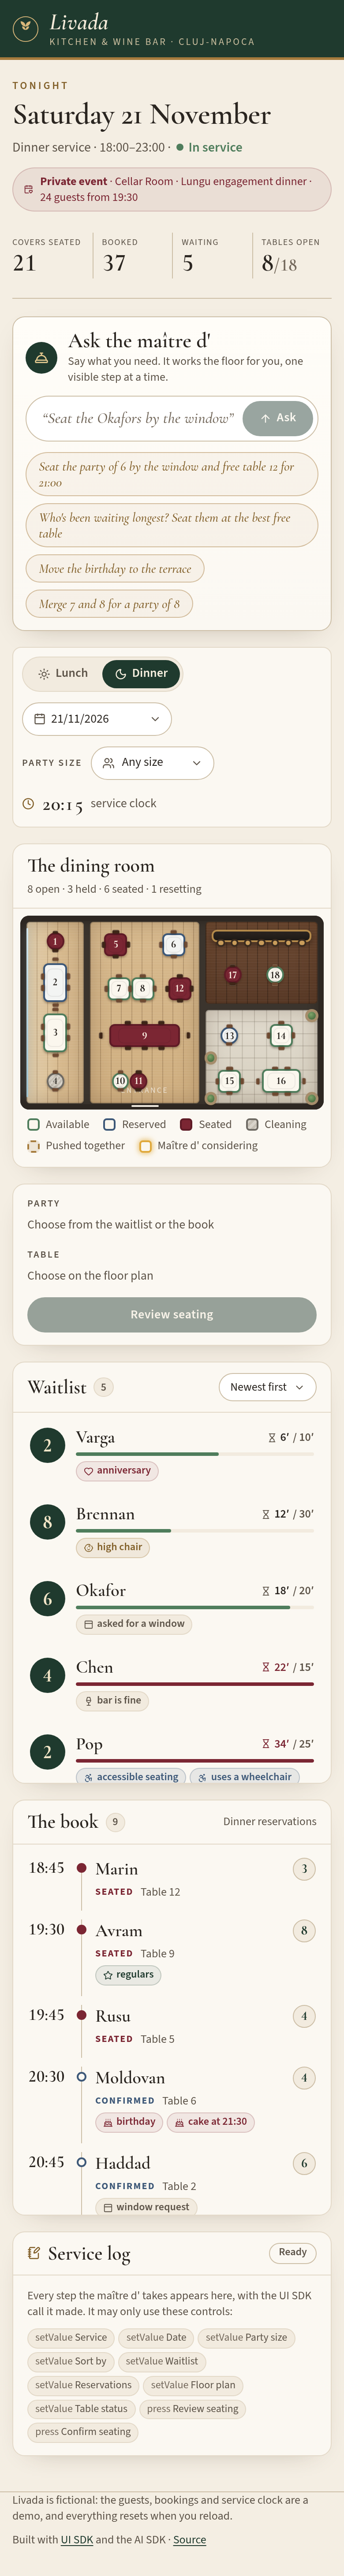 Livada
KITCHEN & WINE BAR · CLUJ-NAPOCA
TONIGHT
Saturday 21 November
Dinner service · 18:00–23:00 · In service
Private event · Cellar Room · Lungu engagement dinner ·
24 guests from 19:30
COVERS SEATED
21
BOOKED
37
WAITING
5
TABLES OPEN
8/18
Ask the maître d'
Say what you need. It works the floor for you, one
visible step at a time.
“Seat the Okafors by the window”
Ask
Seat the party of 6 by the window and free table 12 for
21:00
Who's been waiting longest? Seat them at the best free
table
Move the birthday to the terrace
Merge 7 and 8 for a party of 8
Lunch
Dinner
21/11/2026
PARTY SIZE
Any size
20:15 service clock
The dining room
8 open · 3 held · 6 seated · 1 resetting
1
5
6
2
7
8
12
17
18
3
9
13
14
4
10
11
15
16
Available
Reserved
Seated
Cleaning
Pushed together
Maître d' considering
PARTY
Choose from the waitlist or the book
TABLE
Choose on the floor plan
Review seating
Waitlist 5
Newest first
2 Varga 6′ / 10′
anniversary
8 Brennan 12′ / 30′
high chair
6 Okafor 18′ / 20′
asked for a window
4 Chen 22′ / 15′
bar is fine
2 Pop 34′ / 25′
accessible seating uses a wheelchair
The book 9
Dinner reservations
18:45 Marin 3
SEATED Table 12
19:30 Avram 8
SEATED Table 9
regulars
19:45 Rusu 4
SEATED Table 5
20:30 Moldovan 4
CONFIRMED Table 6
birthday cake at 21:30
20:45 Haddad 6
CONFIRMED Table 2
window request
Service log
Ready
Every step the maître d' takes appears here, with the UI SDK
call it made. It may only use these controls:
setValue Service setValue Date setValue Party size
setValue Sort by setValue Waitlist
setValue Reservations setValue Floor plan
setValue Table status press Review seating
press Confirm seating
Livada is fictional: the guests, bookings and service clock are a
demo, and everything resets when you reload.
Built with UI SDK and the AI SDK · Source